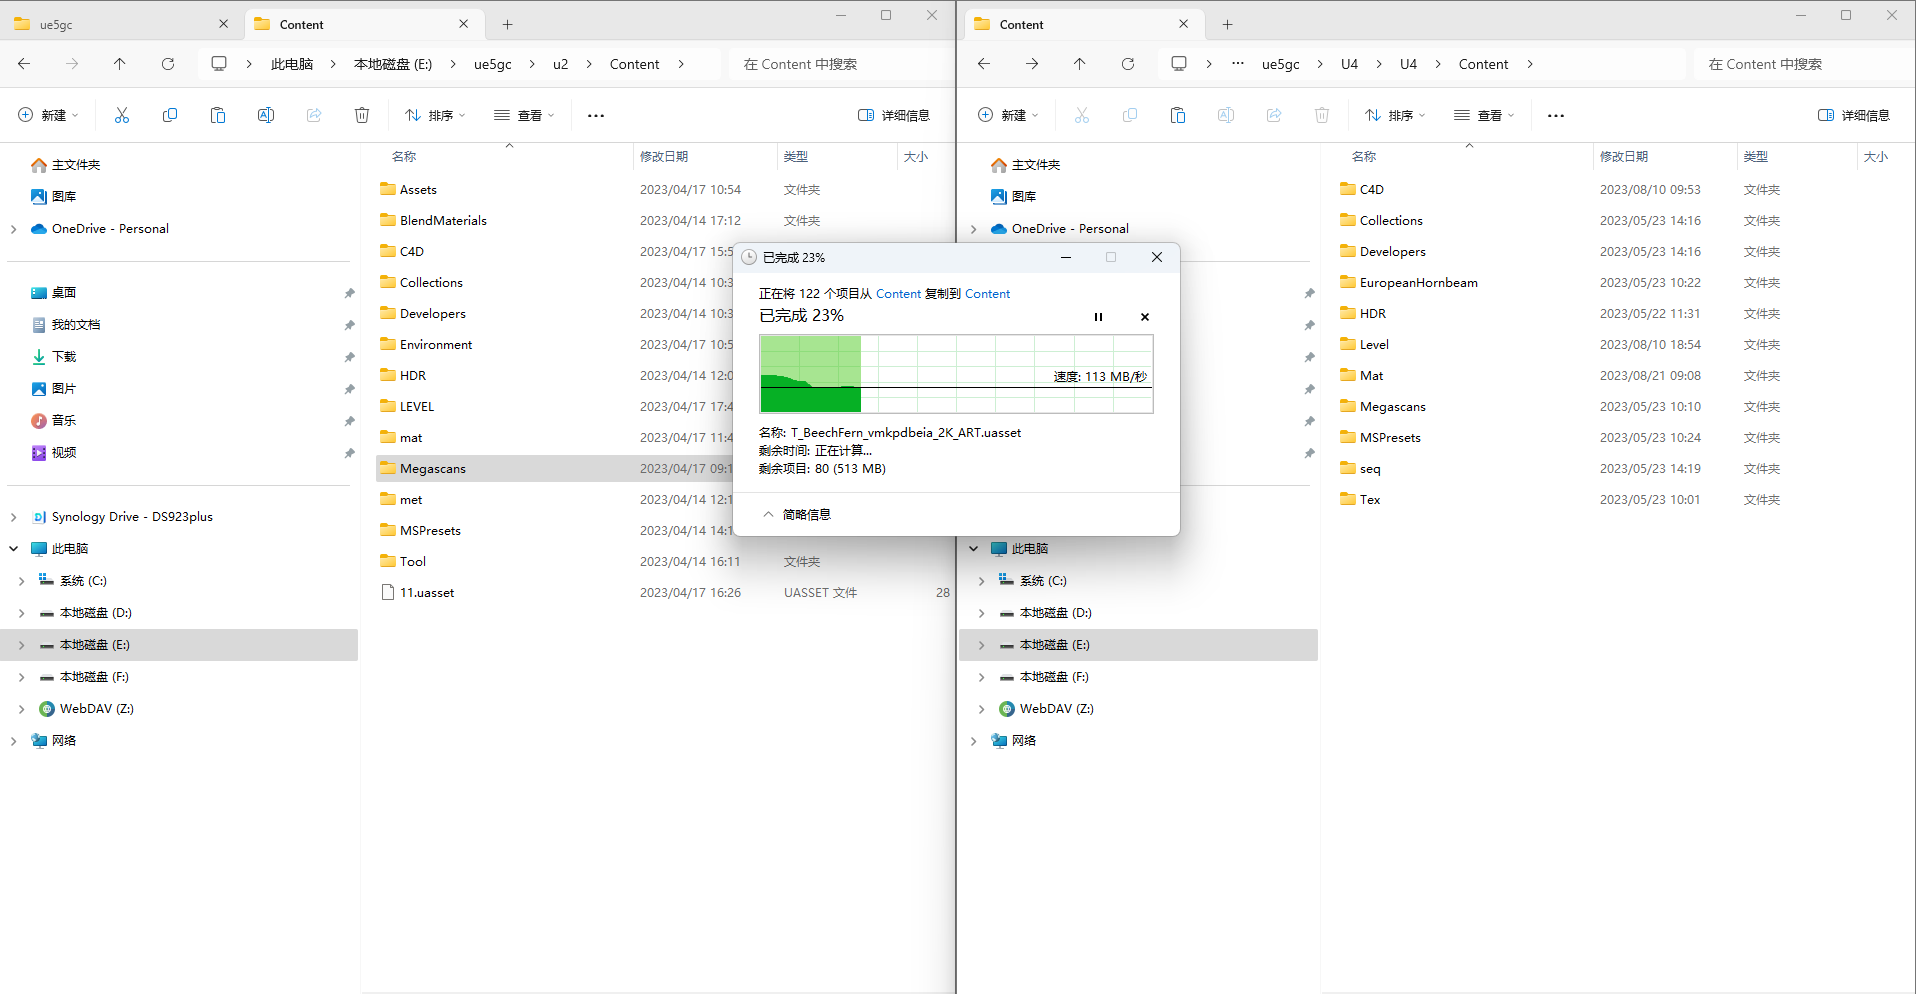 ue5gc
Content
此电脑 本地磁盘 (E:) ue5gc u2 Content
在 Content 中搜索
新建 排序 查看 ... 详细信息
主文件夹
图库
OneDrive - Personal
桌面
我的文档
下载
图片
音乐
视频
Synology Drive - DS923plus
此电脑
系统 (C:)
本地磁盘 (D:)
本地磁盘 (E:)
本地磁盘 (F:)
WebDAV (Z:)
网络
名称 修改日期 类型 大小
Assets 2023/04/17 10:54 文件夹
BlendMaterials 2023/04/14 17:12 文件夹
C4D 2023/04/17 15:5
Collections 2023/04/14 10:3
Developers 2023/04/14 10:3
Environment 2023/04/17 10:5
HDR 2023/04/14 12:0
LEVEL 2023/04/17 17:4
mat 2023/04/17 11:4
Megascans 2023/04/17 09:1
met 2023/04/14 12:1
MSPresets 2023/04/14 14:1
Tool 2023/04/14 16:11 文件夹
11.uasset 2023/04/17 16:26 UASSET 文件 28
已完成 23%
正在将 122 个项目从 Content 复制到 Content
已完成 23%
速度: 113 MB/秒
名称: T_BeechFern_vmkpdbeia_2K_ART.uasset
剩余时间: 正在计算...
剩余项目: 80 (513 MB)
简略信息
Content
... ue5gc U4 U4 Content
在 Content 中搜索
新建 排序 查看 ... 详细信息
主文件夹
图库
OneDrive - Personal
此电脑
系统 (C:)
本地磁盘 (D:)
本地磁盘 (E:)
本地磁盘 (F:)
WebDAV (Z:)
网络
名称 修改日期 类型 大小
C4D 2023/08/10 09:53 文件夹
Collections 2023/05/23 14:16 文件夹
Developers 2023/05/23 14:16 文件夹
EuropeanHornbeam 2023/05/23 10:22 文件夹
HDR 2023/05/22 11:31 文件夹
Level 2023/08/10 18:54 文件夹
Mat 2023/08/21 09:08 文件夹
Megascans 2023/05/23 10:10 文件夹
MSPresets 2023/05/23 10:24 文件夹
seq 2023/05/23 14:19 文件夹
Tex 2023/05/23 10:01 文件夹